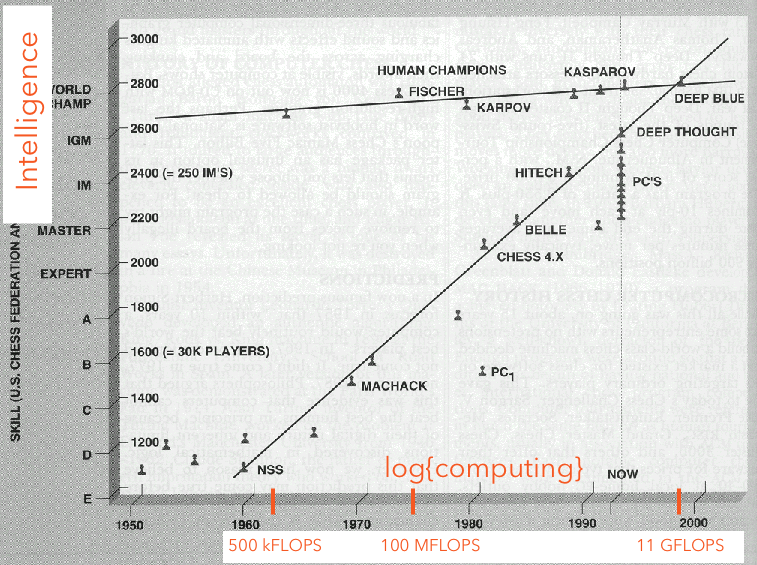 Intelligence
SKILL (U.S. CHESS FEDERATION AN
3000
2800
WORLD
CHAMP
2600
IGM
2400 (= 250 IM'S)
IM
2200
MASTER
2000
EXPERT
1800
A
1600 (= 30K PLAYERS)
B
1400
C
1200
D
E
HUMAN CHAMPIONS
FISCHER
KARPOV
KASPAROV
DEEP BLUE
DEEP THOUGHT
HITECH
PC'S
BELLE
CHESS 4.X
PC1
MACHACK
NSS
log{computing}
NOW
1950
1960
1970
1980
1990
2000
500 kFLOPS
100 MFLOPS
11 GFLOPS